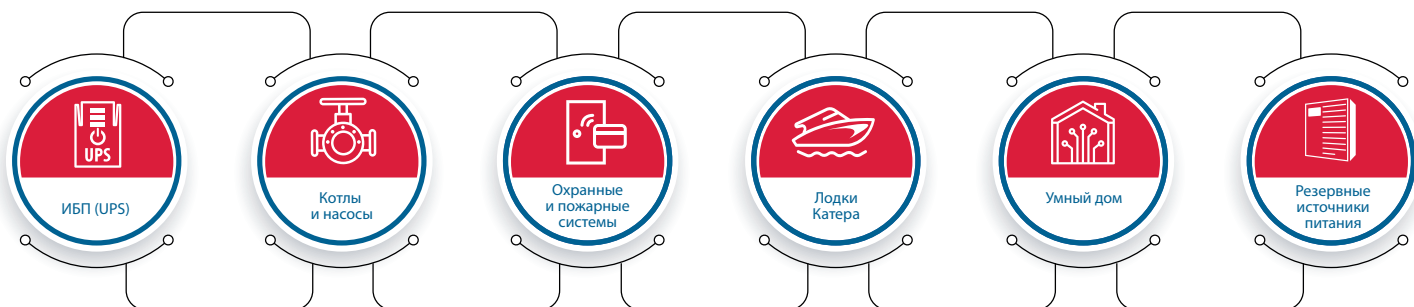 UPS
ИБП (UPS)
Котлы
и насосы
Охранные
и пожарные
системы
Лодки
Катера
Умный дом
Резервные
источники
питания